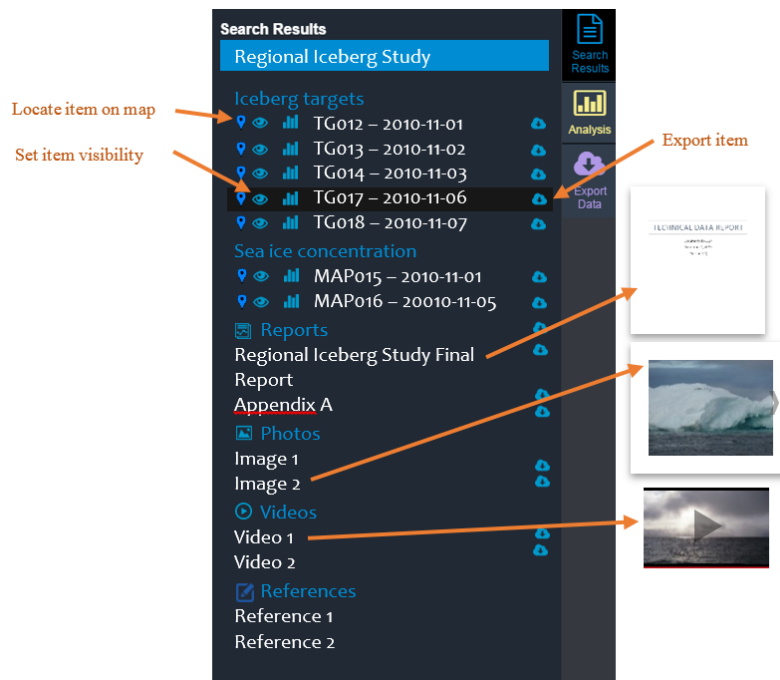 Search Results
Regional Iceberg Study
Search
Results
Iceberg targets
Locate item on map
TG012 – 2010-11-01
Analysis
Set item visibility
TG013 – 2010-11-02
Export item
TG014 – 2010-11-03
TG017 – 2010-11-06
Export
Data
TG018 – 2010-11-07
TECHNICAL DATA REPORT
Sea ice concentration
MAP015 – 2010-11-01
MAP016 – 20010-11-05
Reports
Regional Iceberg Study Final
Report
Appendix A
Photos
Image 1
Image 2
Videos
Video 1
Video 2
References
Reference 1
Reference 2